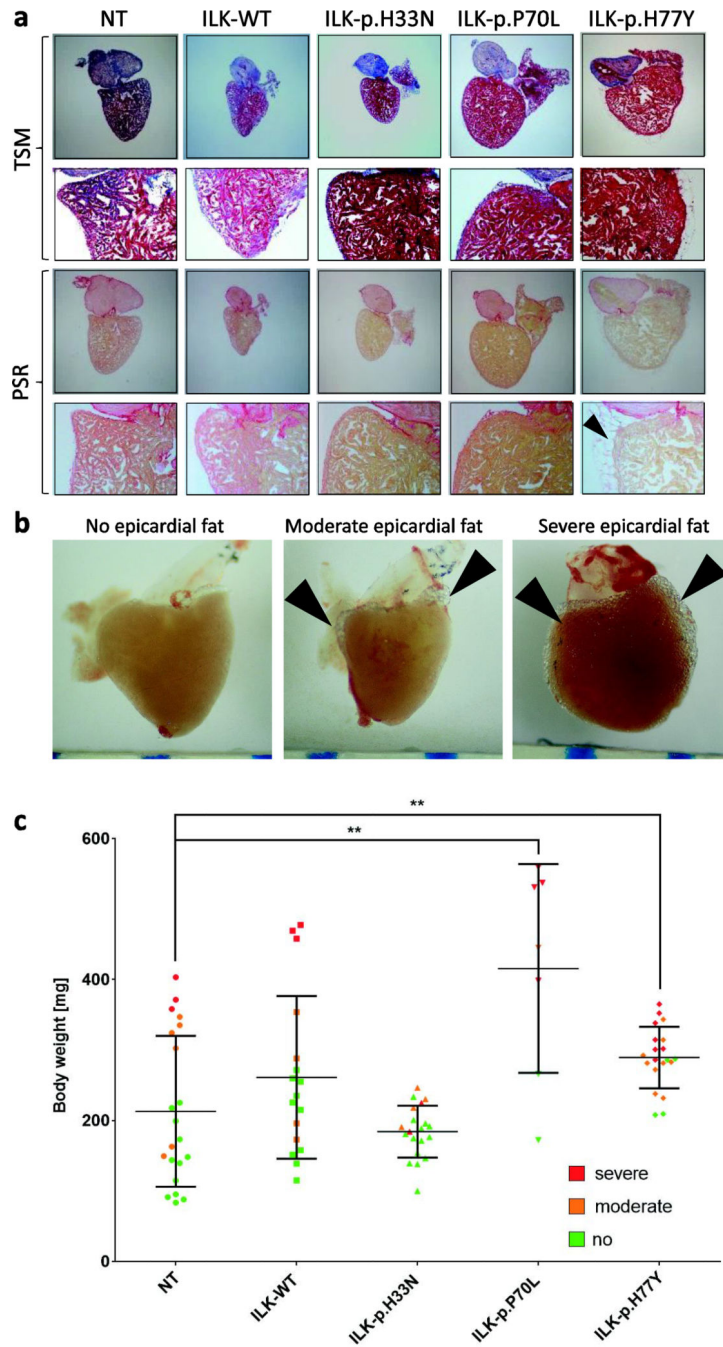 a
NT ILK-WT ILK-p.H33N ILK-p.P70L ILK-p.H77Y
TSM
PSR
b
No epicardial fat Moderate epicardial fat Severe epicardial fat
c
**
**
600
400
200
0
Body weight [mg]
severe
moderate
no
NT
ILK-WT
ILK-p.H33N
ILK-p.P70L
ILK-p.H77Y